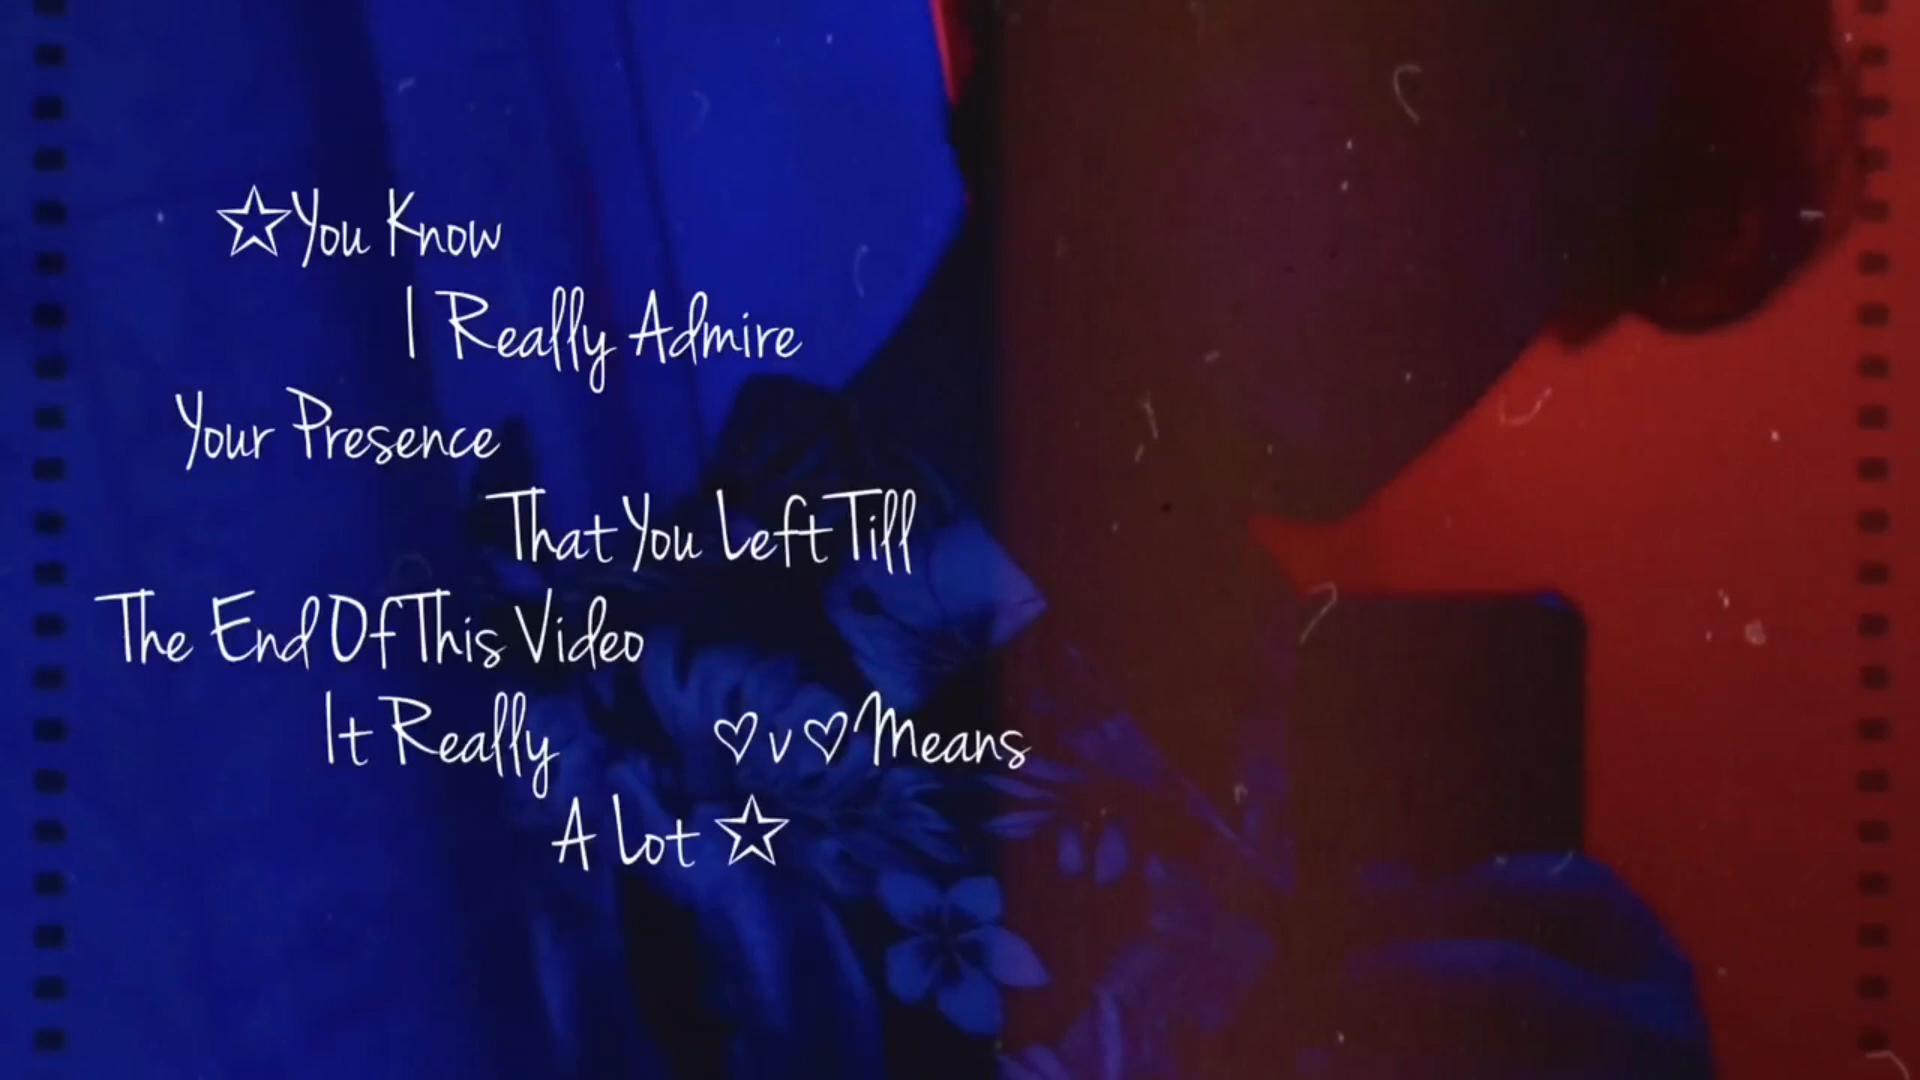 ☆You Know
I Really Admire
Your Presence
That You Left Till
The End Of This Video
It Really ♡v♡Means
A Lot ☆